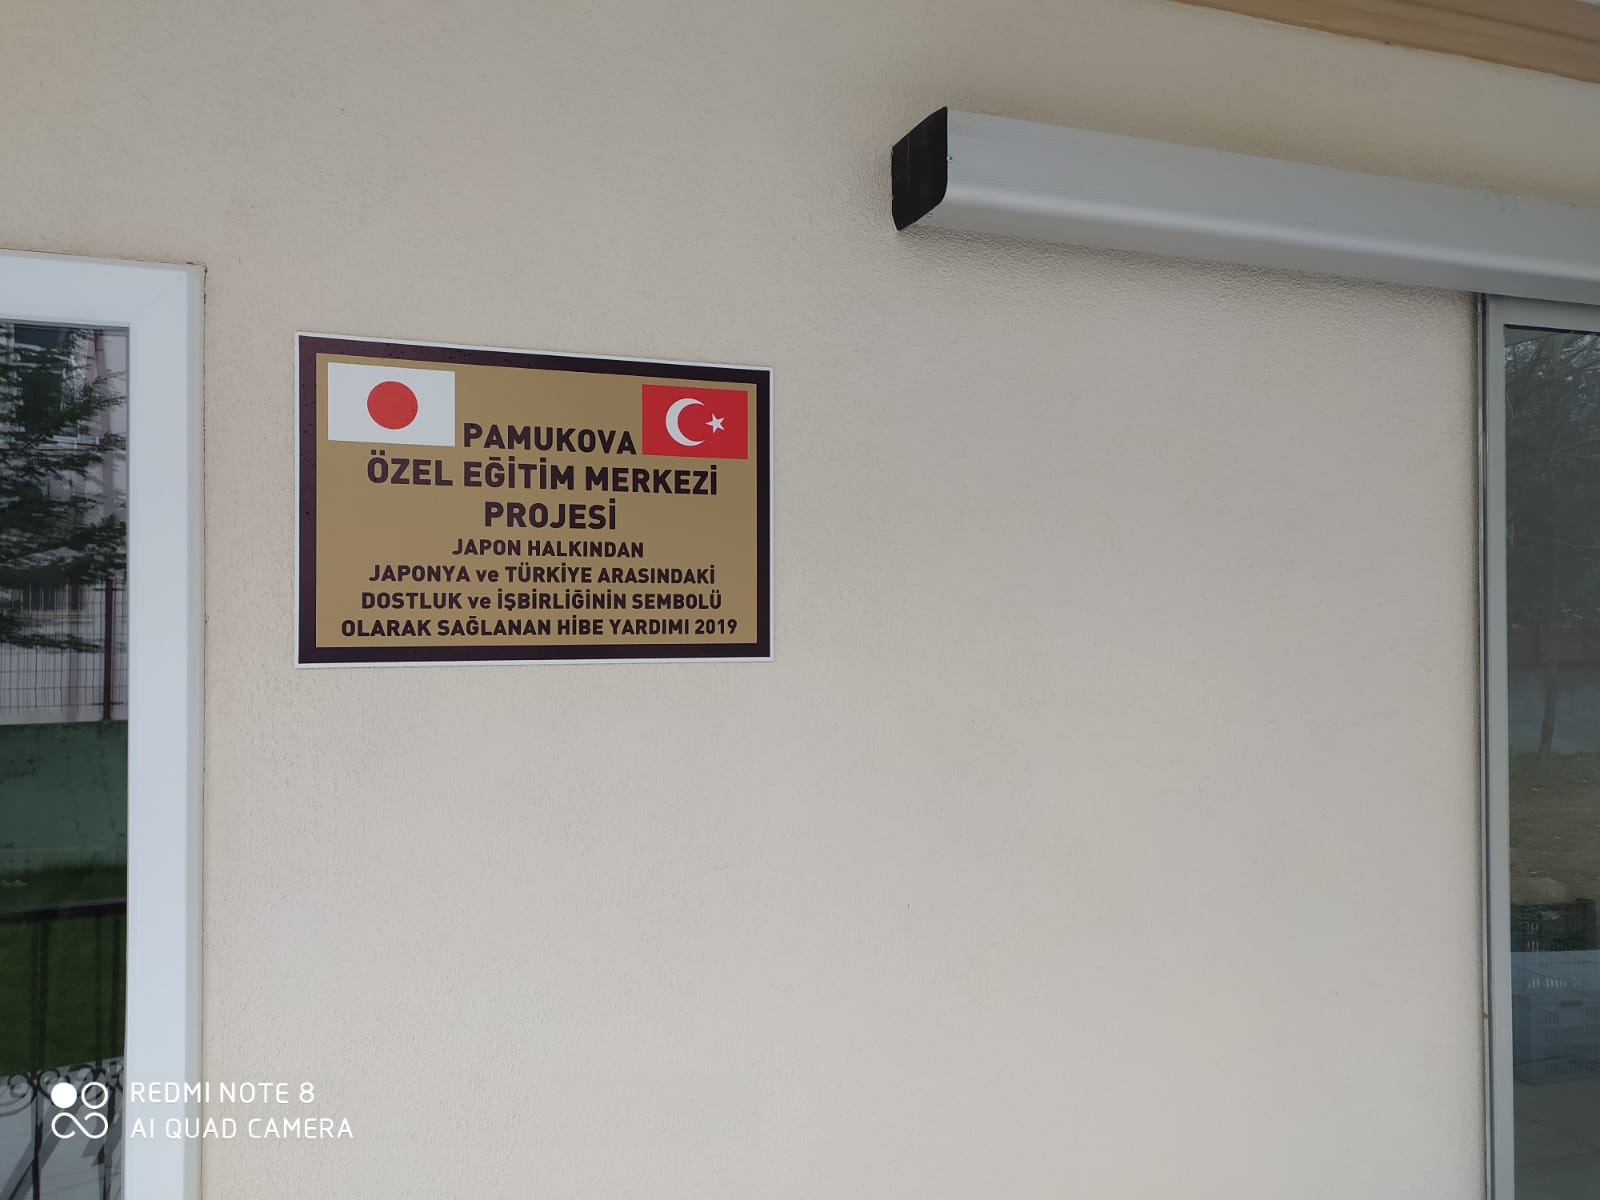 PAMUKOVA
ÖZEL EĞİTİM MERKEZİ
PROJESİ
JAPON HALKINDAN
JAPONYA ve TÜRKİYE ARASINDAKİ
DOSTLUK ve İŞBİRLİĞİNİN SEMBOLÜ
OLARAK SAĞLANAN HİBE YARDIMI 2019
REDMI NOTE 8
AI QUAD CAMERA